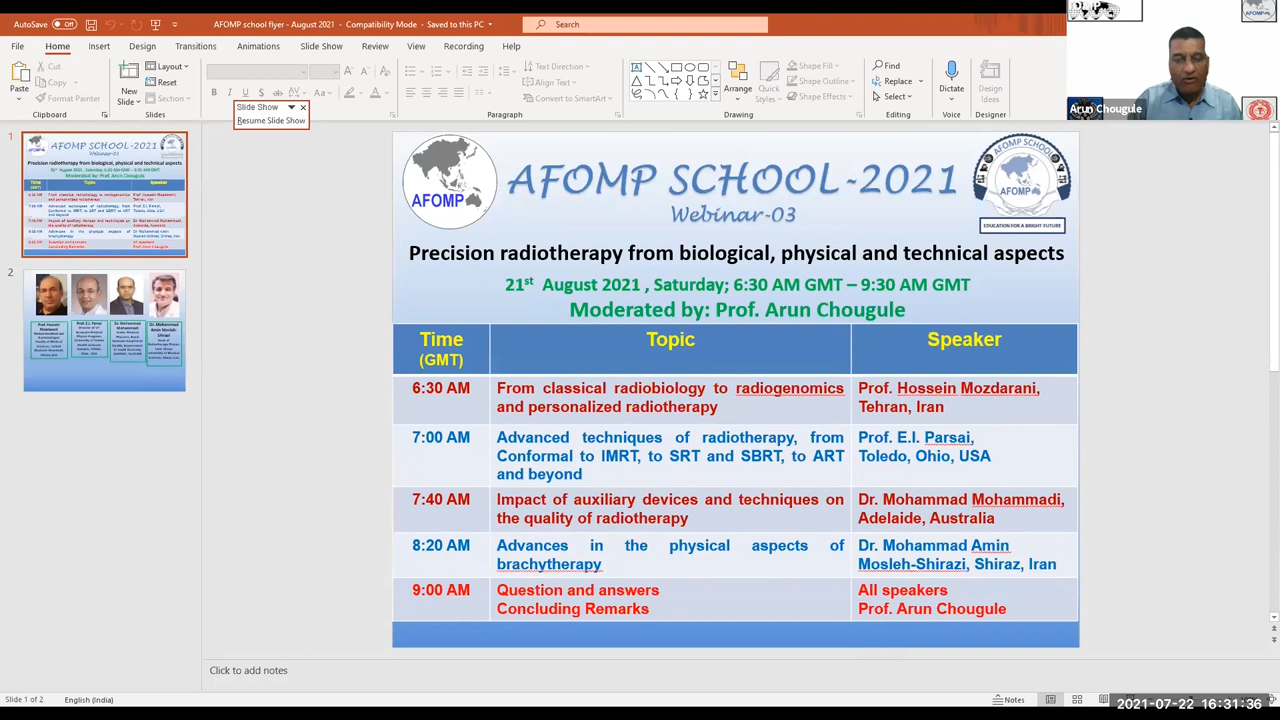 AutoSave Off
AFOMP school flyer - August 2021 - Compatibility Mode - Saved to this PC
Search
File Home Insert Design Transitions Animations Slide Show Review View Recording Help
Paste
Cut
Copy
Format Painter
Clipboard
New Slide
Layout
Reset
Section
Slides
Slide Show
Resume Slide Show
Align Text
Convert to SmartArt
Paragraph
Arrange
Quick Styles
Shape Fill
Shape Outline
Shape Effects
Drawing
Find
Replace
Select
Editing
Dictate
Voice
Design Ideas
Designer
Arun Chougule
1
2
AFOMP
AFOMP SCHOOL-2021
Webinar-03
AFOMP SCHOOL
AFOMP
EDUCATION FOR A BRIGHT FUTURE
Precision radiotherapy from biological, physical and technical aspects
21st August 2021 , Saturday; 6:30 AM GMT – 9:30 AM GMT
Moderated by: Prof. Arun Chougule
Time (GMT) Topic Speaker
6:30 AM From classical radiobiology to radiogenomics Prof. Hossein Mozdarani,
and personalized radiotherapy Tehran, Iran
7:00 AM Advanced techniques of radiotherapy, from Prof. E.I. Parsai,
Conformal to IMRT, to SRT and SBRT, to ART Toledo, Ohio, USA
and beyond
7:40 AM Impact of auxiliary devices and techniques on Dr. Mohammad Mohammadi,
the quality of radiotherapy Adelaide, Australia
8:20 AM Advances in the physical aspects of Dr. Mohammad Amin
brachytherapy Mosleh-Shirazi, Shiraz, Iran
9:00 AM Question and answers All speakers
Concluding Remarks Prof. Arun Chougule
Click to add notes
Slide 1 of 2 English (India)
Notes
2021-07-22 16:31:36